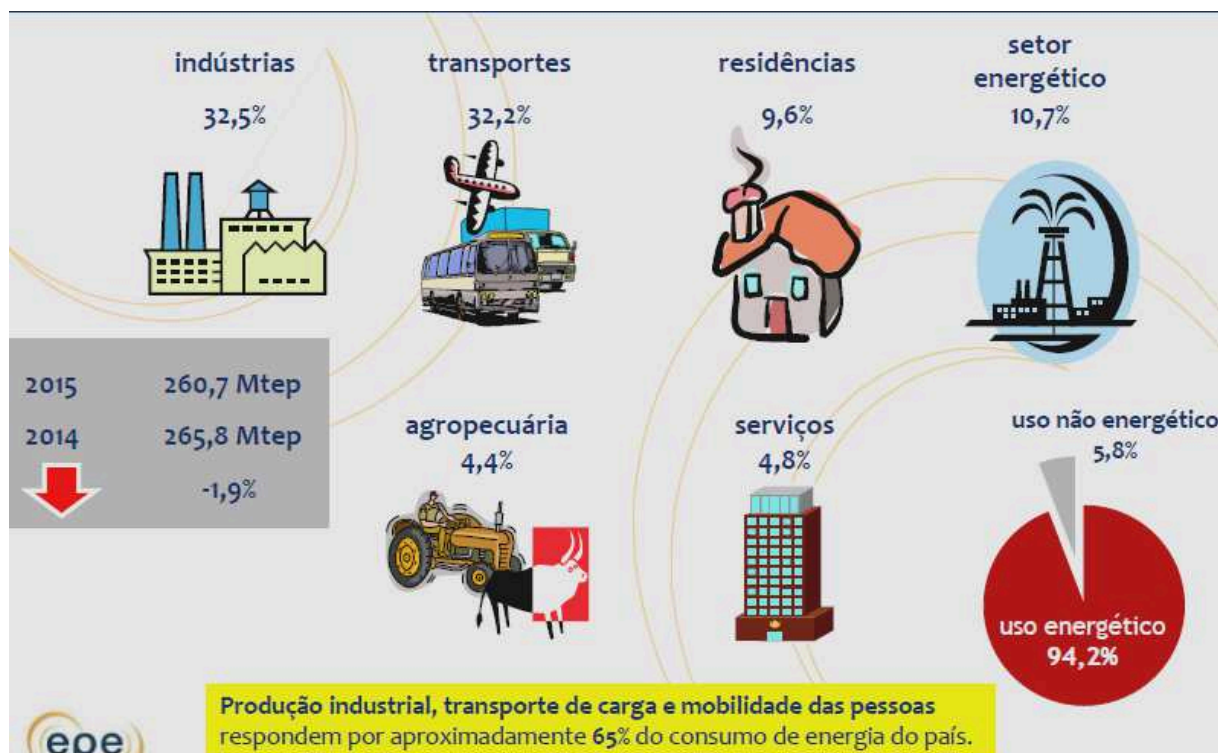 indústrias
32,5%
transportes
32,2%
residências
9,6%
setor
energético
10,7%
2015 260,7 Mtep
2014 265,8 Mtep
-1,9%
agropecuária
4,4%
serviços
4,8%
uso não energético
5,8%
uso energético
94,2%
Produção industrial, transporte de carga e mobilidade das pessoas
respondem por aproximadamente 65% do consumo de energia do país.
epe